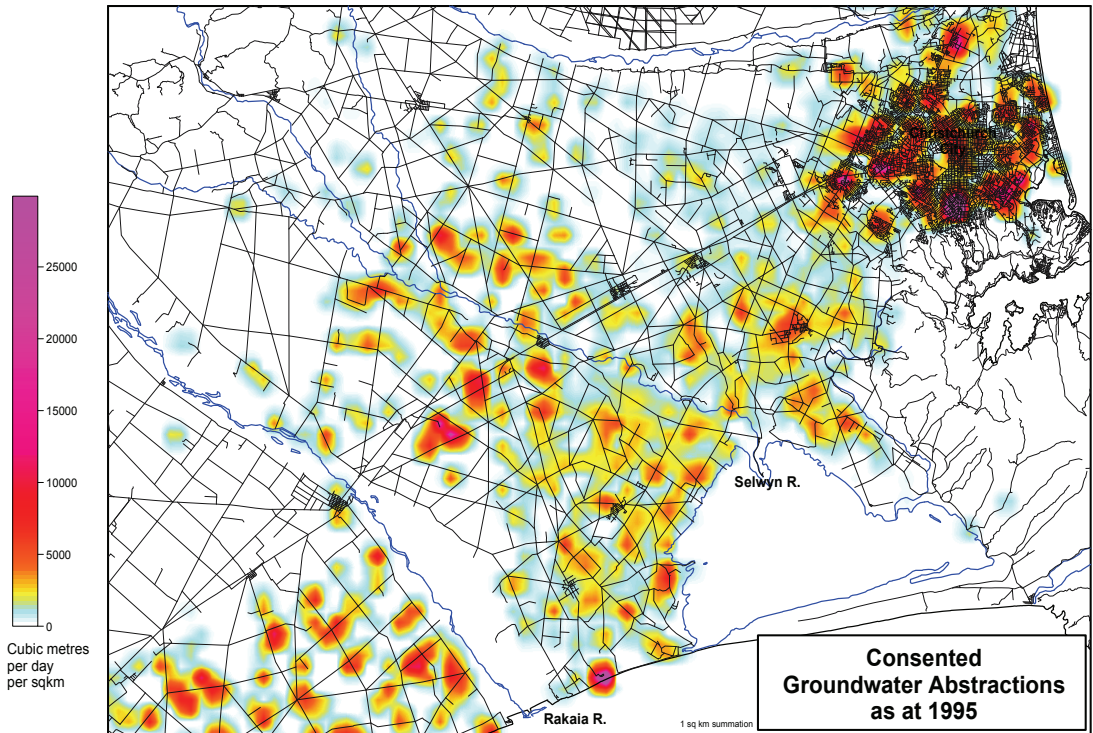 Christchurch
City
25000
20000
15000
10000
5000
0
Cubic metres
per day
per sqkm
Selwyn R.
Rakaia R.
1 sq km summation
Consented
Groundwater Abstractions
as at 1995